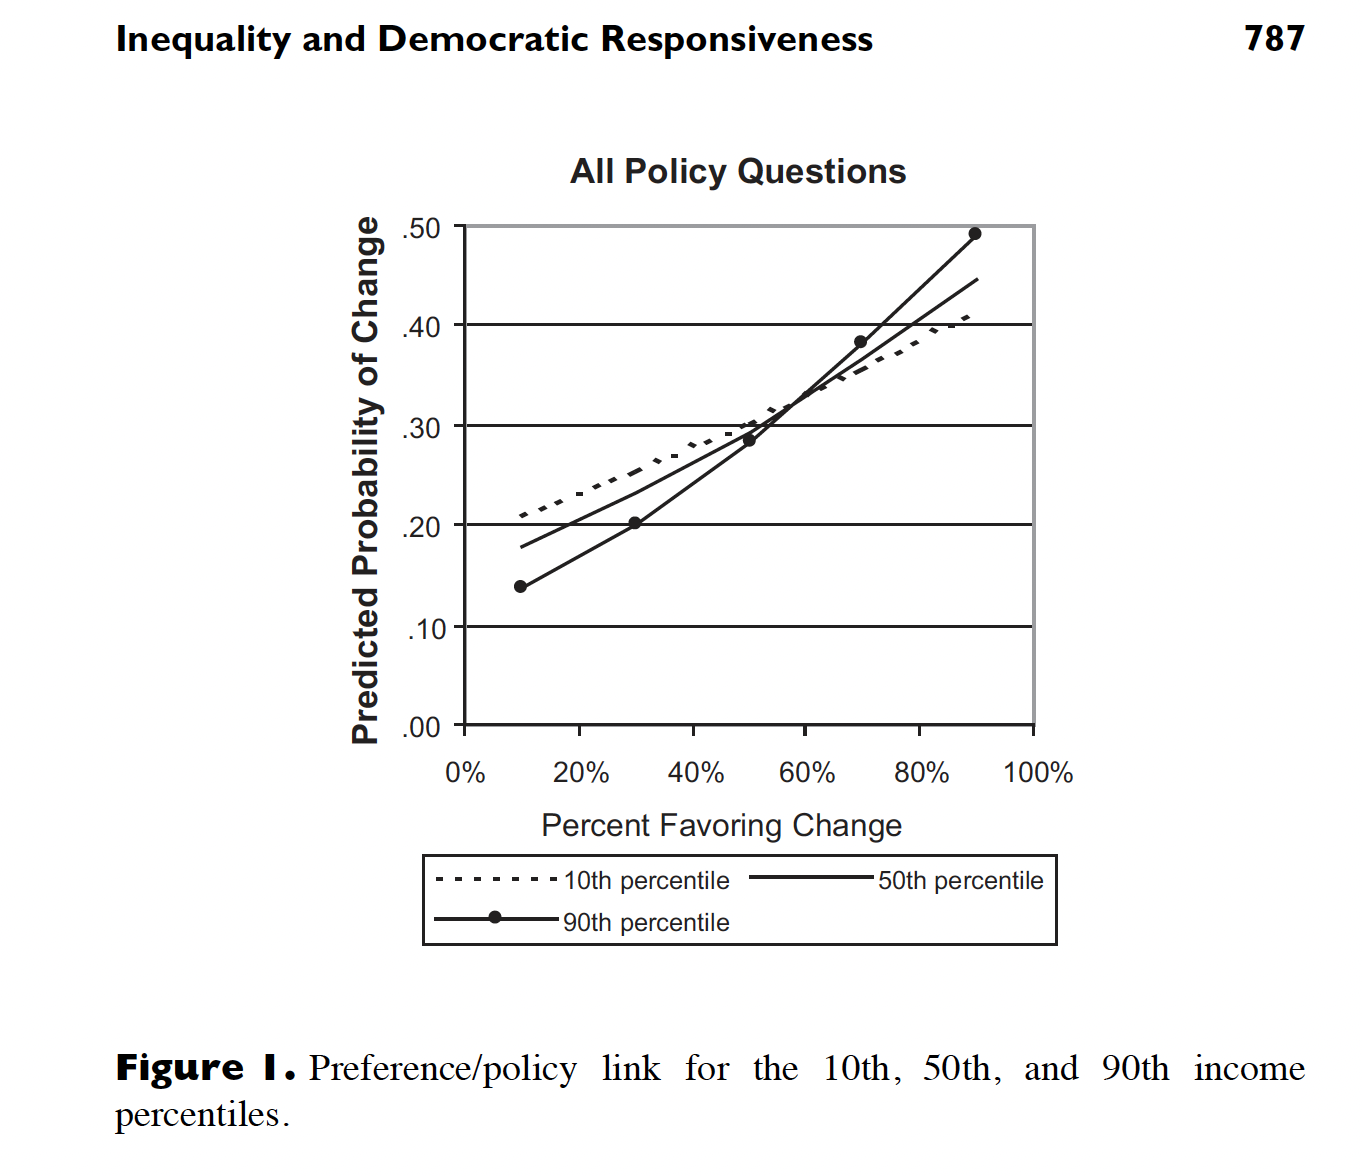 Inequality and Democratic Responsiveness 787
All Policy Questions
Predicted Probability of Change
.50
.40
.30
.20
.10
.00
0% 20% 40% 60% 80% 100%
Percent Favoring Change
10th percentile 50th percentile
90th percentile
Figure 1. Preference/policy link for the 10th, 50th, and 90th income
percentiles.